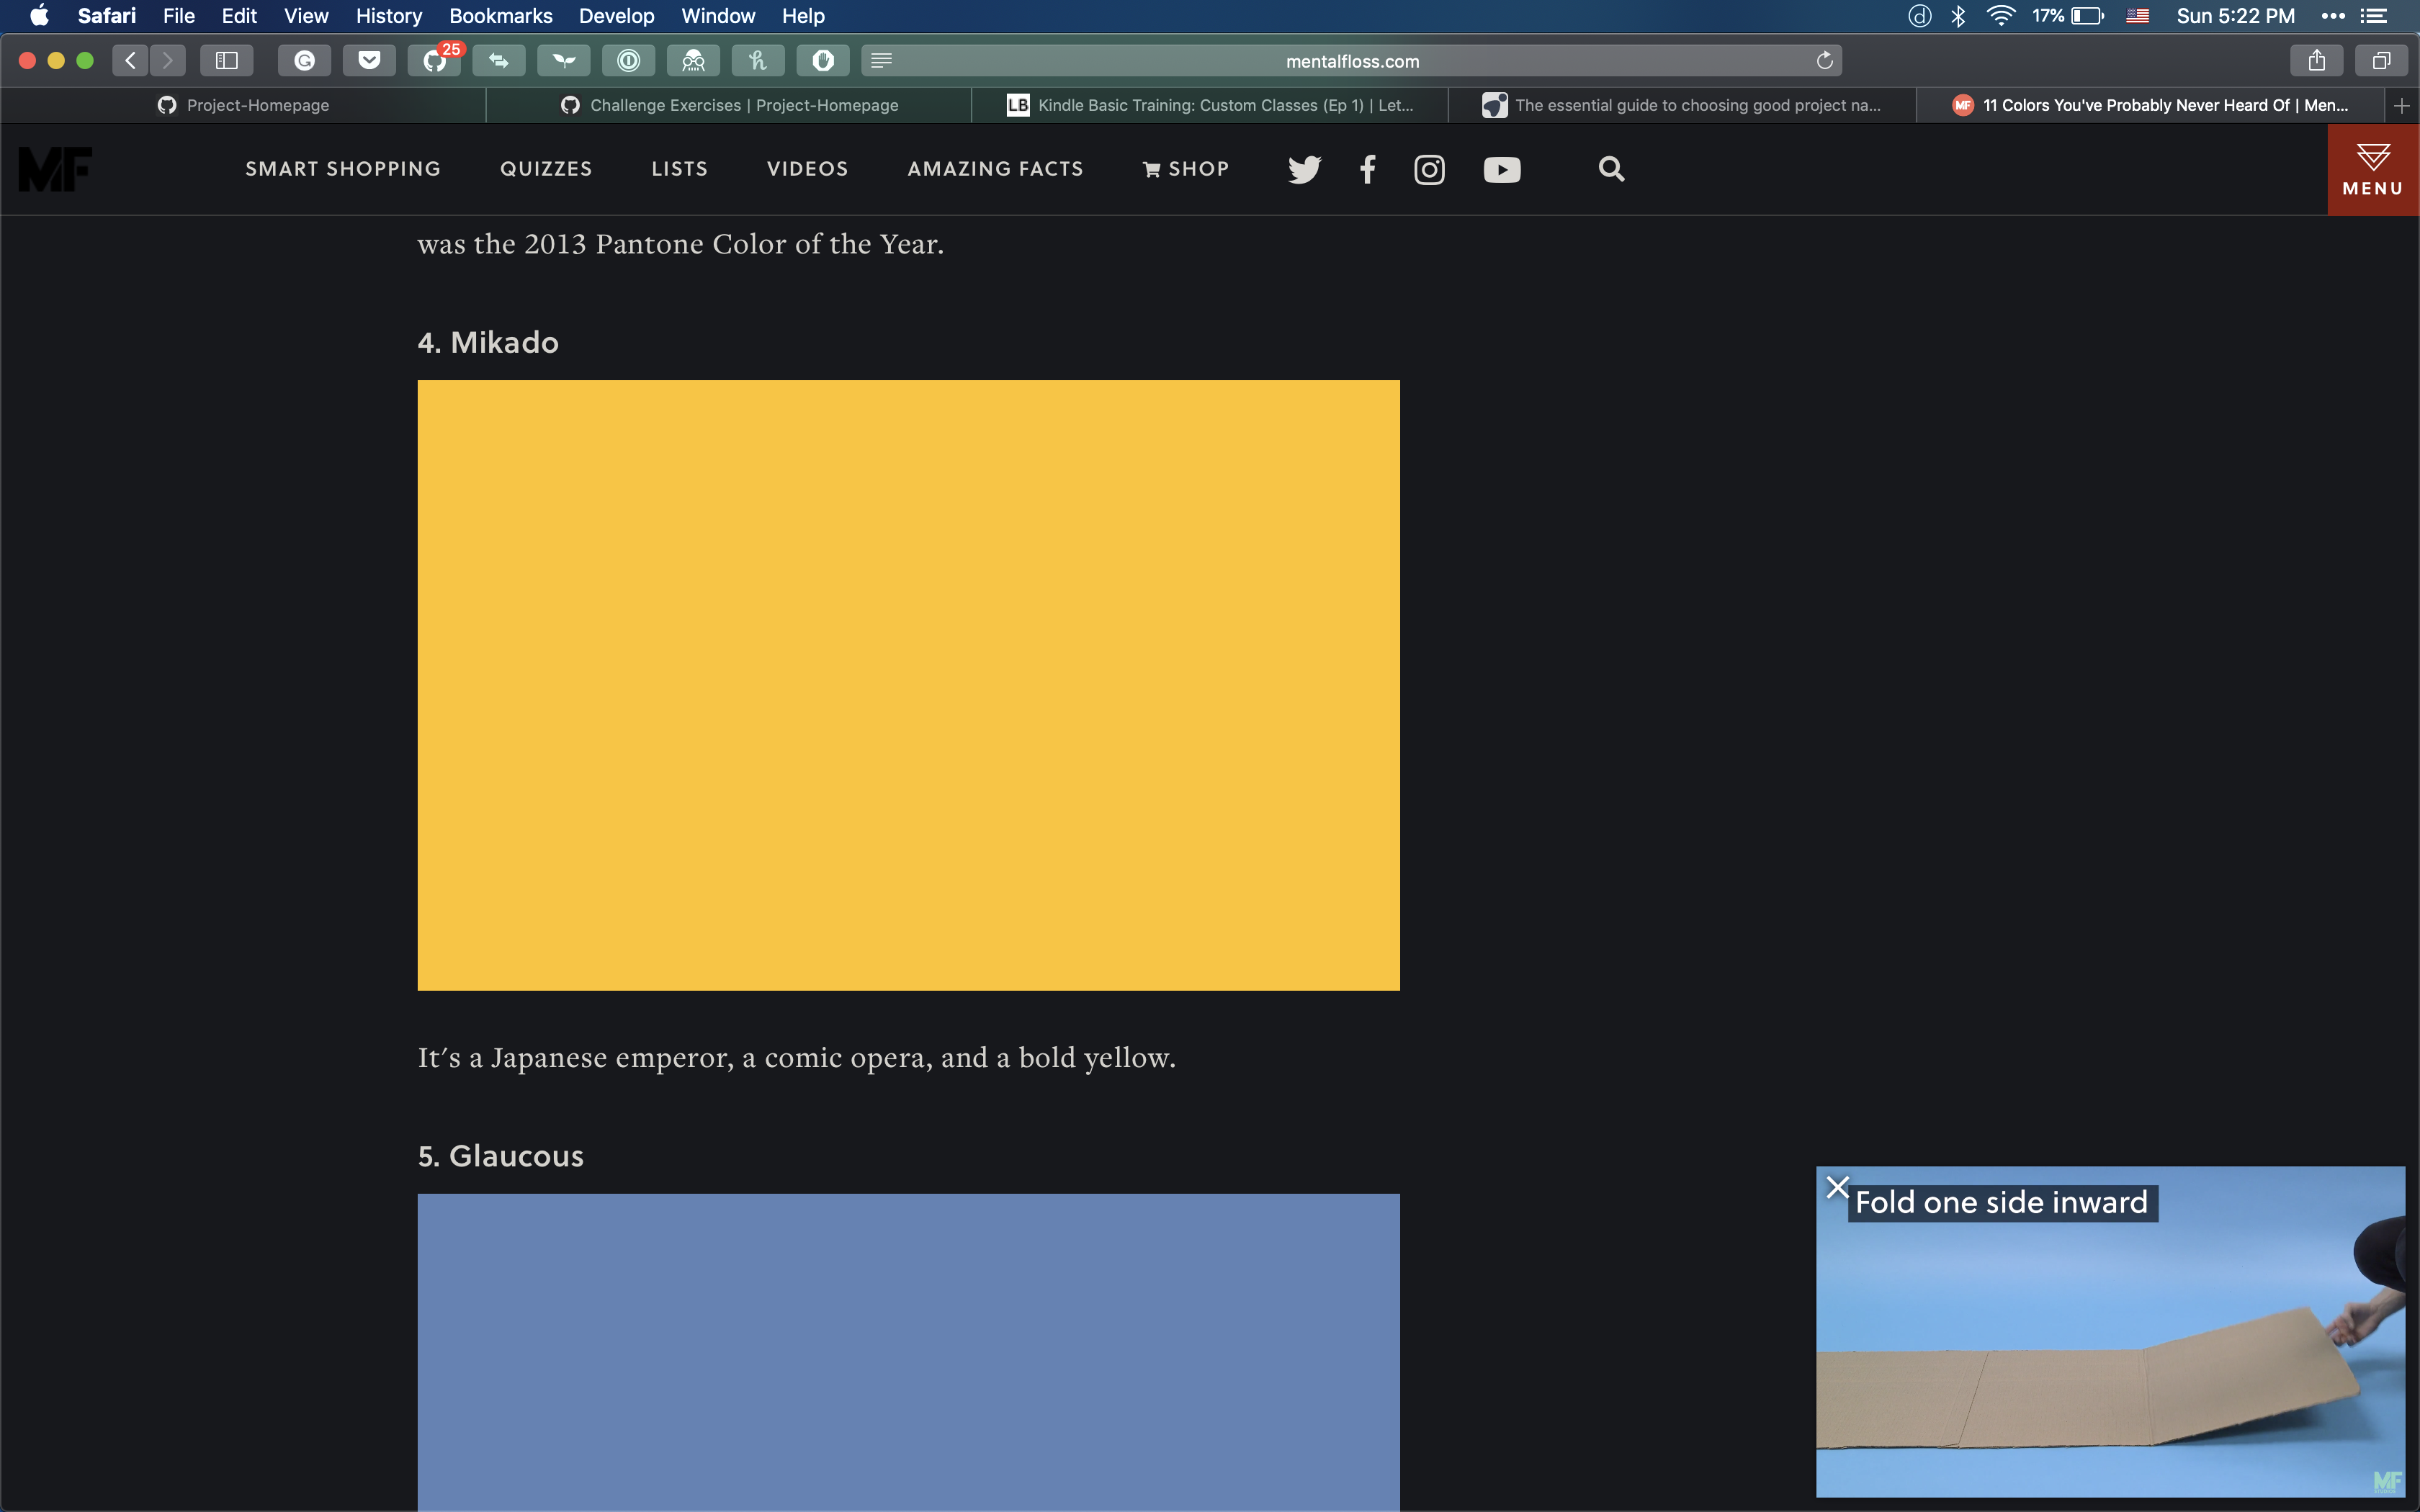 Safari File Edit View History Bookmarks Develop Window Help 17% Sun 5:22 PM
25
mentalfloss.com
Project-Homepage
Challenge Exercises | Project-Homepage
LB Kindle Basic Training: Custom Classes (Ep 1) | Let...
The essential guide to choosing good project na...
MF 11 Colors You've Probably Never Heard Of | Men...
MF SMART SHOPPING QUIZZES LISTS VIDEOS AMAZING FACTS SHOP
MENU
was the 2013 Pantone Color of the Year.
4. Mikado
It's a Japanese emperor, a comic opera, and a bold yellow.
5. Glaucous
Fold one side inward
MF